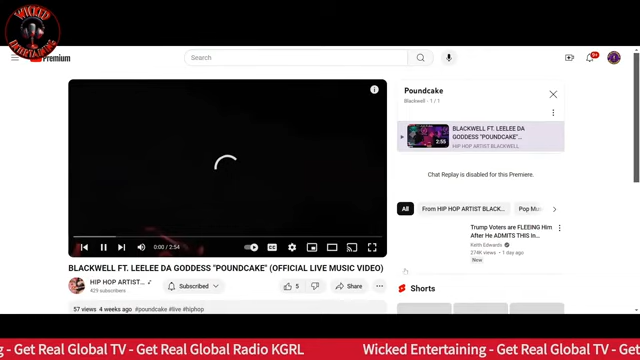 WICKED
ENTERTAINING
Premium
Search
9+
Poundcake
Blackwell - 1 / 1
BLACKWELL FT. LEELEE DA
GODDESS "POUNDCAKE"...
2:55
HIP HOP ARTIST BLACKWELL
Chat Replay is disabled for this Premiere.
All
From HIP HOP ARTIST BLACK...
Pop Mu
Trump Voters are FLEEING Him
After He ADMITS THIS In...
Keith Edwards
274K views • 1 day ago
New
Shorts
0:00 / 2:54
BLACKWELL FT. LEELEE DA GODDESS "POUNDCAKE" (OFFICIAL LIVE MUSIC VIDEO)
HIP HOP ARTIST...
429 subscribers
Subscribed
5
Share
57 views 4 weeks ago #poundcake #live #hiphop
g - Get Real Global TV - Get Real Global Radio KGRL
Wicked Entertaining - Get Real Global TV - Get